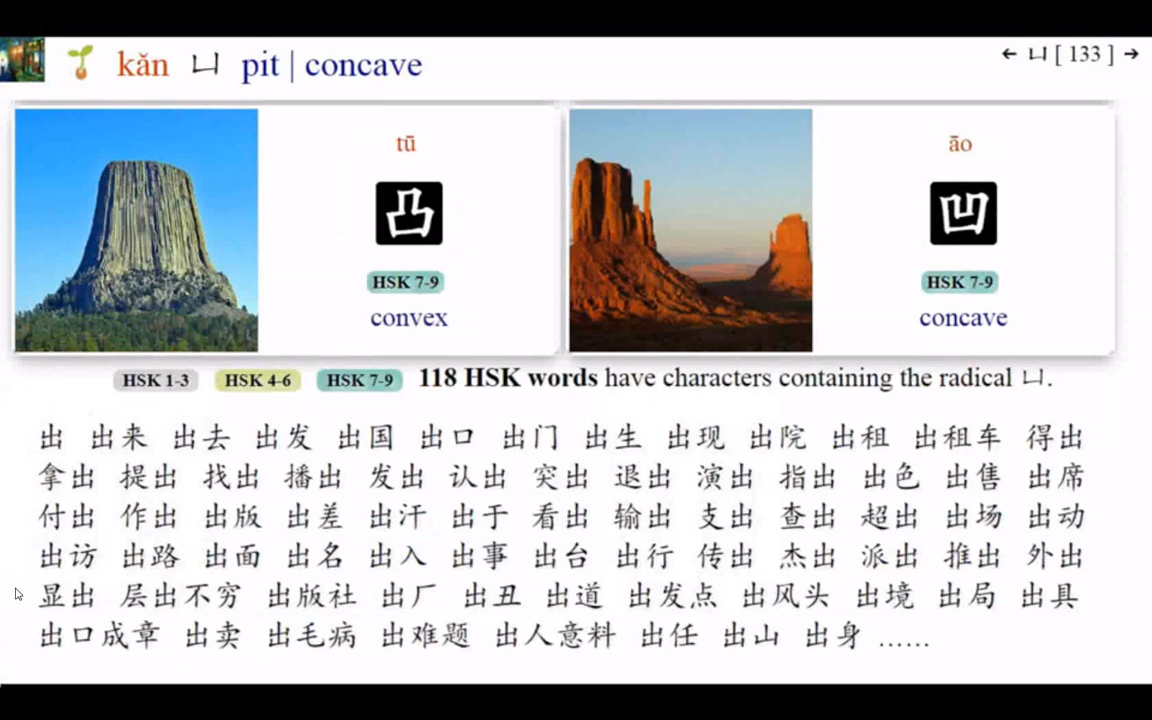 kǎn 凵 pit | concave
← 凵 [ 133 ] →
tū
凸
HSK 7-9
convex
āo
凹
HSK 7-9
concave
HSK 1-3 HSK 4-6 HSK 7-9 118 HSK words have characters containing the radical 凵.
出 出来 出去 出发 出国 出口 出门 出生 出现 出院 出租 出租车 得出
拿出 提出 找出 播出 发出 认出 突出 退出 演出 指出 出色 出售 出席
付出 作出 出版 出差 出汗 出于 看出 输出 支出 查出 超出 出场 出动
出访 出路 出面 出名 出入 出事 出台 出行 传出 杰出 派出 推出 外出
显出 层出不穷 出版社 出厂 出丑 出道 出发点 出风头 出境 出局 出具
出口成章 出卖 出毛病 出难题 出人意料 出任 出山 出身 ……